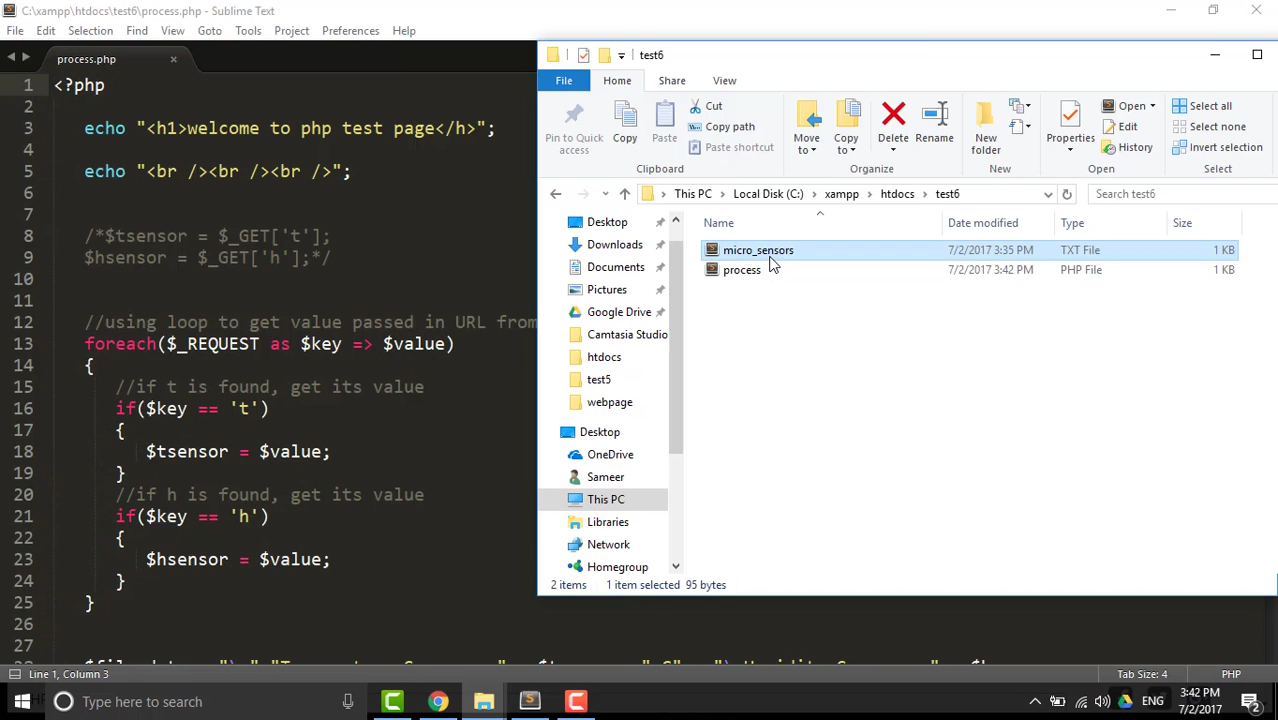 C:\xampp\htdocs\test6\process.php - Sublime Text
File Edit Selection Find View Goto Tools Project Preferences Help
process.php ×
1 <?php
2
3 echo "<h1>welcome to php test page</h>";
4
5 echo "<br /><br /><br />";
6
7
8 /*$tsensor = $_GET['t'];
9 $hsensor = $_GET['h'];*/
10
11
12 //using loop to get value passed in URL from
13 foreach($_REQUEST as $key => $value)
14 {
15 //if t is found, get its value
16 if($key == 't')
17 {
18 $tsensor = $value;
19 }
20 //if h is found, get its value
21 if($key == 'h')
22 {
23 $hsensor = $value;
24 }
25 }
26
27
28
Line 1, Column 3 Tab Size: 4 PHP
test6
File Home Share View
Pin to Quick access
Copy
Paste
Cut
Copy path
Paste shortcut
Clipboard
Move to
Copy to
Delete
Rename
Organize
New folder
New
Properties
Open
Edit
History
Open
Select all
Select none
Invert selection
Select
This PC Local Disk (C:) xampp htdocs test6
Search test6
Desktop
Downloads
Documents
Pictures
Google Drive
Camtasia Studio
htdocs
test5
webpage
Desktop
OneDrive
Sameer
This PC
Libraries
Network
Homegroup
Name Date modified Type Size
micro_sensors 7/2/2017 3:35 PM TXT File 1 KB
process 7/2/2017 3:42 PM PHP File 1 KB
2 items 1 item selected 95 bytes
Type here to search
ENG
3:42 PM
7/2/2017
2